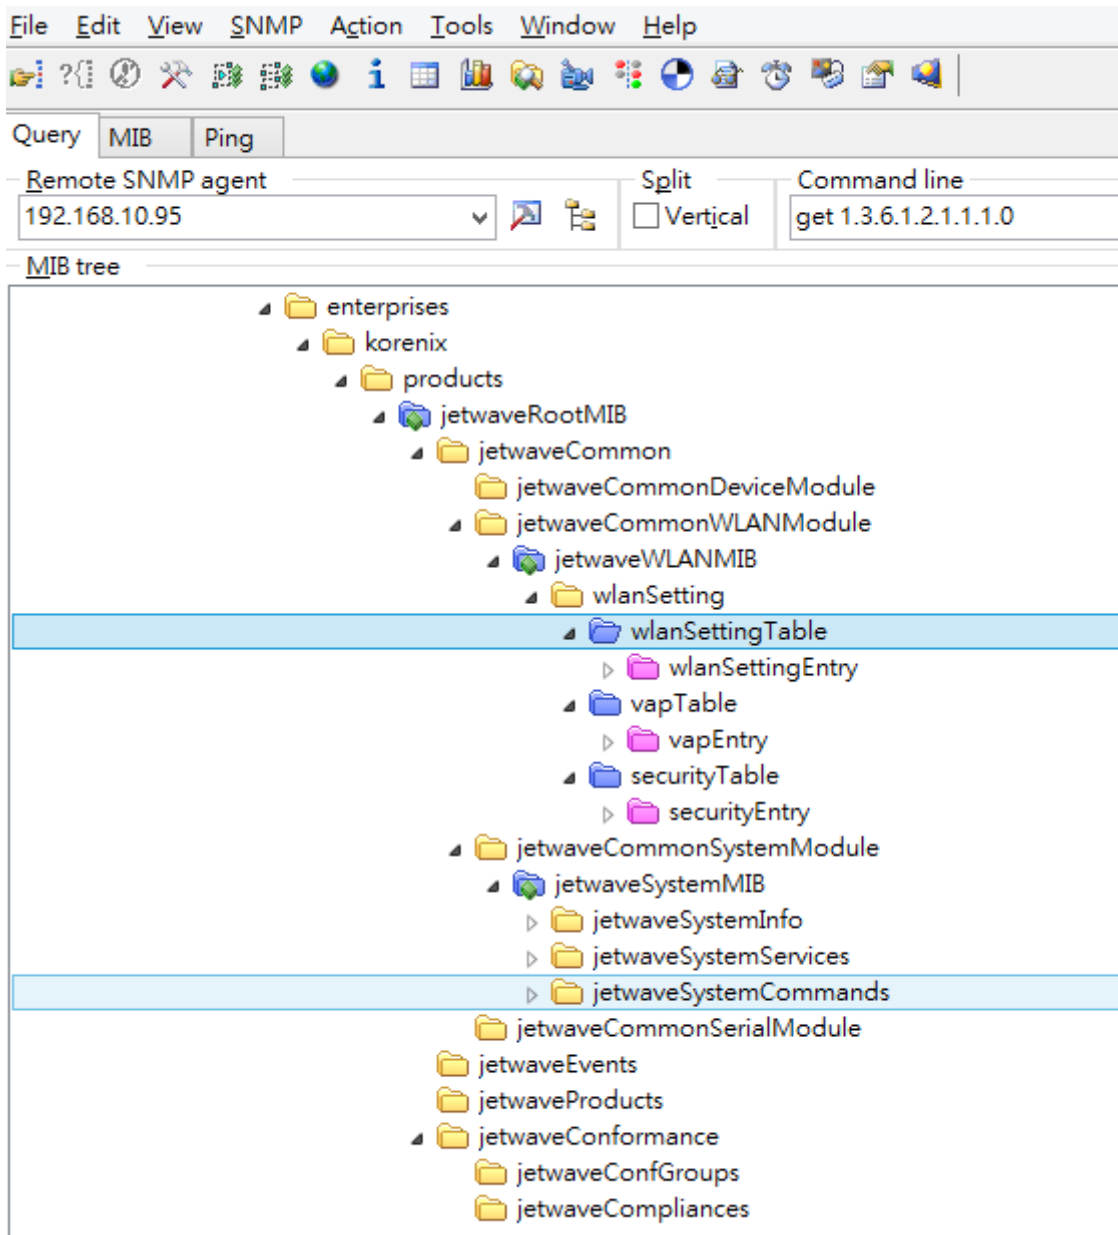 File Edit View SNMP Action Tools Window Help
Query MIB Ping
Remote SNMP agent Split Command line
192.168.10.95 Vertical get 1.3.6.1.2.1.1.1.0
MIB tree
enterprises
korenix
products
jetwaveRootMIB
jetwaveCommon
jetwaveCommonDeviceModule
jetwaveCommonWLANModule
jetwaveWLANMIB
wlanSetting
wlanSettingTable
wlanSettingEntry
vapTable
vapEntry
securityTable
securityEntry
jetwaveCommonSystemModule
jetwaveSystemMIB
jetwaveSystemInfo
jetwaveSystemServices
jetwaveSystemCommands
jetwaveCommonSerialModule
jetwaveEvents
jetwaveProducts
jetwaveConformance
jetwaveConfGroups
jetwaveCompliances